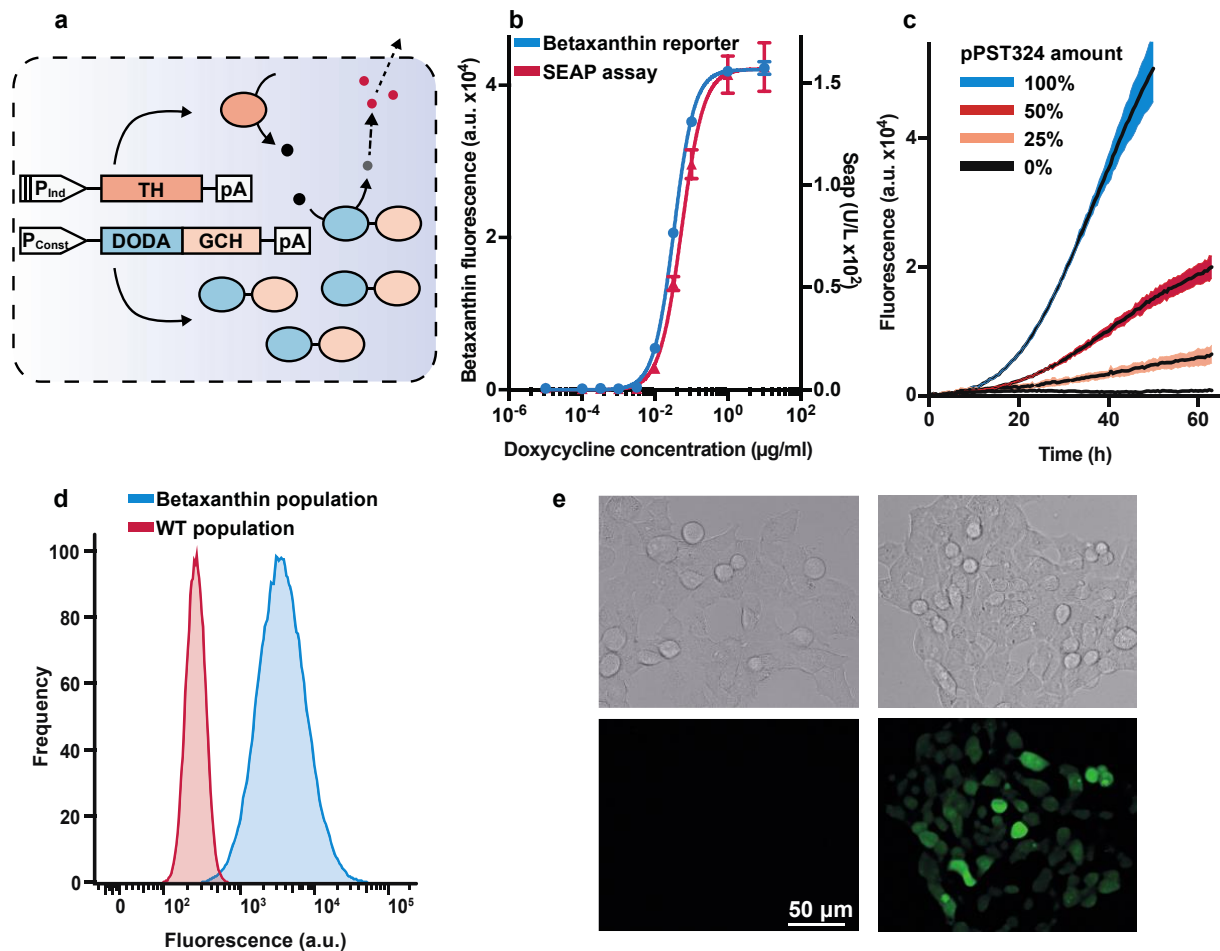 a
P_Ind TH pA
P_Const DODA GCH pA
b
Betaxanthin reporter
SEAP assay
Betaxanthin fluorescence (a.u. x10⁴)
4
2
0
Seap (U/L x10²)
1.5
1.0
0.5
0.0
10⁻⁶ 10⁻⁴ 10⁻² 10⁰ 10²
Doxycycline concentration (µg/ml)
c
pPST324 amount
100%
50%
25%
0%
Fluorescence (a.u. x10⁴)
4
2
0
0 20 40 60
Time (h)
d
Betaxanthin population
WT population
Frequency
100
80
60
40
20
0
0 10² 10³ 10⁴ 10⁵
Fluorescence (a.u.)
e
50 µm